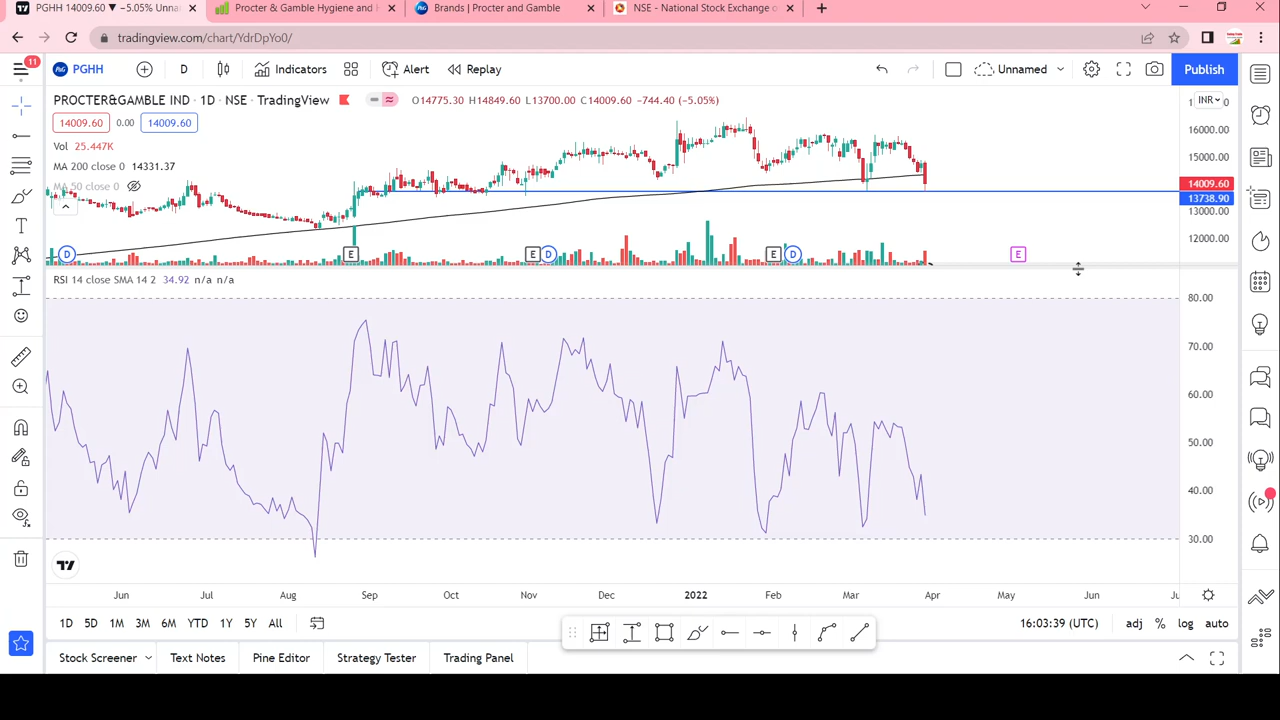 PGHH 14009.60 ▼ −5.05% Unna
Procter & Gamble Hygiene and H
Brands | Procter and Gamble
NSE - National Stock Exchange o
tradingview.com/chart/YdrDpYo0/
11
P&G PGHH
D
Indicators
Alert
Replay
Unnamed
Publish
PROCTER&GAMBLE IND · 1D · NSE · TradingView
O14775.30 H14849.60 L13700.00 C14009.60 −744.40 (−5.05%)
INR
14009.60 0.00 14009.60
Vol 25.447K
MA 200 close 0 14331.37
MA 50 close 0
16000.00
15000.00
14009.60
13738.90
13000.00
12000.00
D E E D E D E
RSI 14 close SMA 14 2 34.92 n/a n/a
80.00
70.00
60.00
50.00
40.00
30.00
Jun Jul Aug Sep Oct Nov Dec 2022 Feb Mar Apr May Jun
1D 5D 1M 3M 6M YTD 1Y 5Y All
16:03:39 (UTC) adj % log auto
Stock Screener Text Notes Pine Editor Strategy Tester Trading Panel